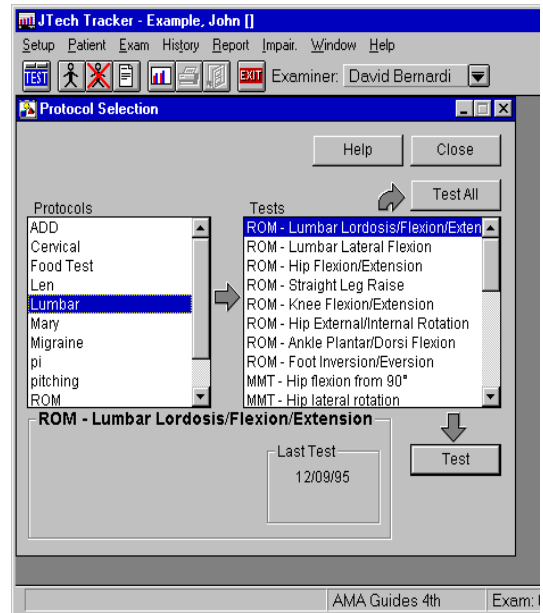 JTech Tracker - Example, John []
Setup Patient Exam History Report Impair. Window Help
TEST EXIT Examiner: David Bernardi
Protocol Selection
Help Close
Test All
Protocols
ADD
Cervical
Food Test
Len
Lumbar
Mary
Migraine
pi
pitching
ROM
Tests
ROM - Lumbar Lordosis/Flexion/Exten
ROM - Lumbar Lateral Flexion
ROM - Hip Flexion/Extension
ROM - Straight Leg Raise
ROM - Knee Flexion/Extension
ROM - Hip External/Internal Rotation
ROM - Ankle Plantar/Dorsi Flexion
ROM - Foot Inversion/Eversion
MMT - Hip flexion from 90°
MMT - Hip lateral rotation
ROM - Lumbar Lordosis/Flexion/Extension
Last Test
12/09/95
Test
AMA Guides 4th Exam: